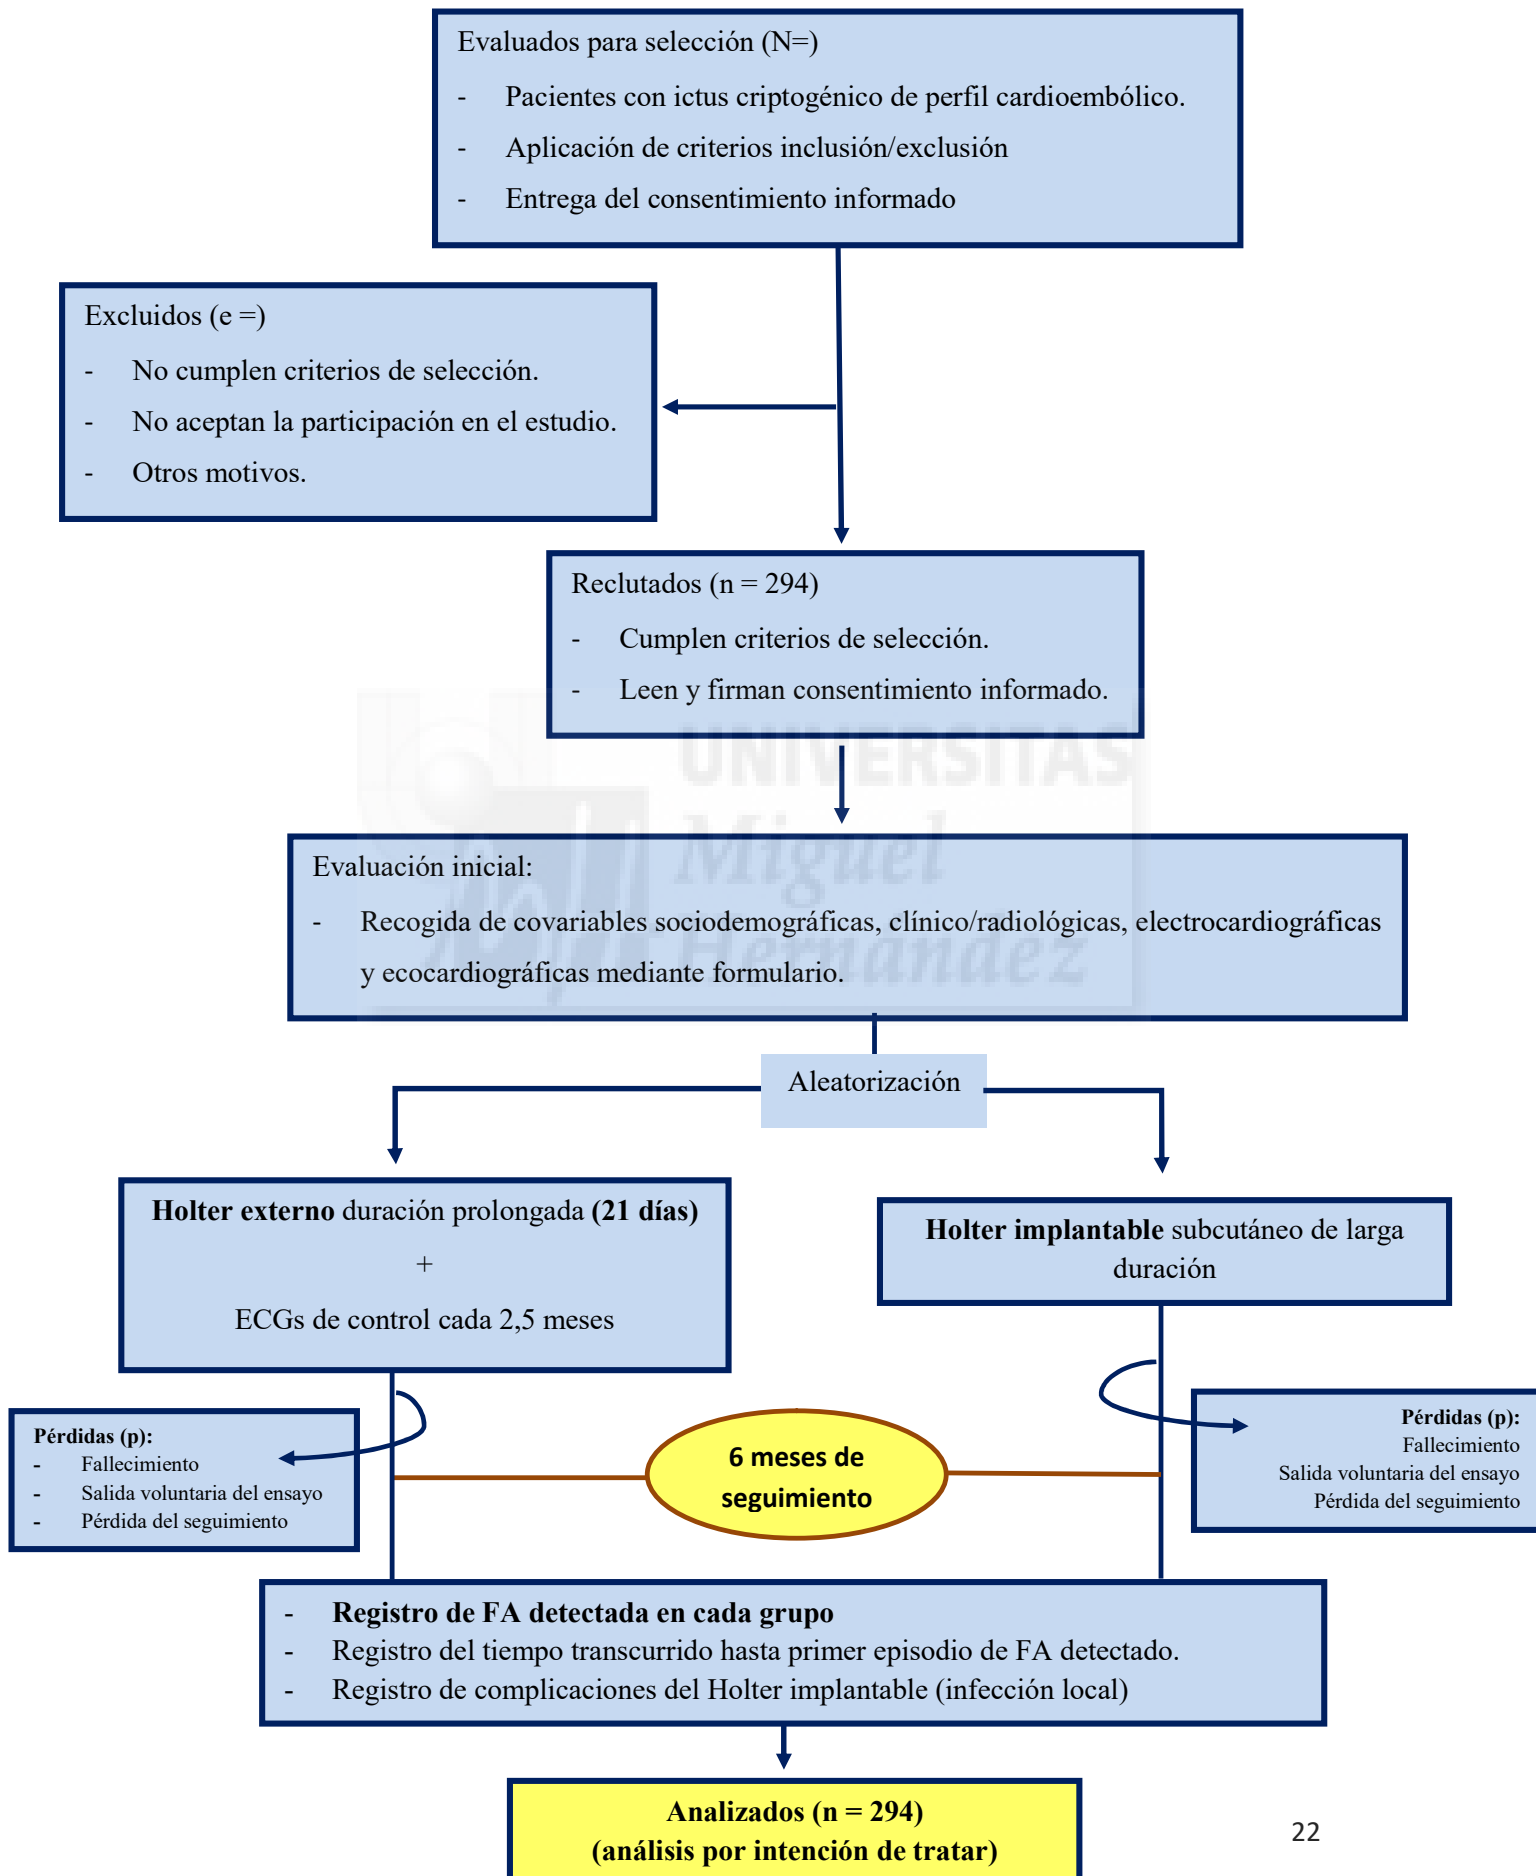 Evaluados para selección (N=)
- Pacientes con ictus criptogénico de perfil cardioembólico.
- Aplicación de criterios inclusión/exclusión
- Entrega del consentimiento informado
Excluidos (e =)
- No cumplen criterios de selección.
- No aceptan la participación en el estudio.
- Otros motivos.
Reclutados (n = 294)
- Cumplen criterios de selección.
- Leen y firman consentimiento informado.
UNIVERSITAS
Miguel
Hernández
Evaluación inicial:
- Recogida de covariables sociodemográficas, clínico/radiológicas, electrocardiográficas
y ecocardiográficas mediante formulario.
Aleatorización
Holter externo duración prolongada (21 días)
+
ECGs de control cada 2,5 meses
Holter implantable subcutáneo de larga
duración
Pérdidas (p):
- Fallecimiento
- Salida voluntaria del ensayo
- Pérdida del seguimiento
6 meses de
seguimiento
Pérdidas (p):
Fallecimiento
Salida voluntaria del ensayo
Pérdida del seguimiento
- Registro de FA detectada en cada grupo
- Registro del tiempo transcurrido hasta primer episodio de FA detectado.
- Registro de complicaciones del Holter implantable (infección local)
Analizados (n = 294)
(análisis por intención de tratar)
22